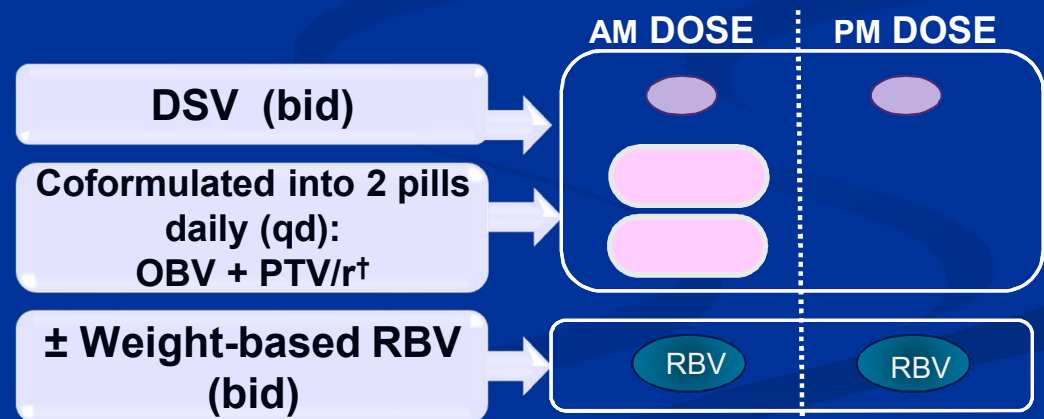 AM DOSE PM DOSE
DSV (bid)
Coformulated into 2 pills
daily (qd):
OBV + PTV/r†
± Weight-based RBV
(bid)
RBV RBV